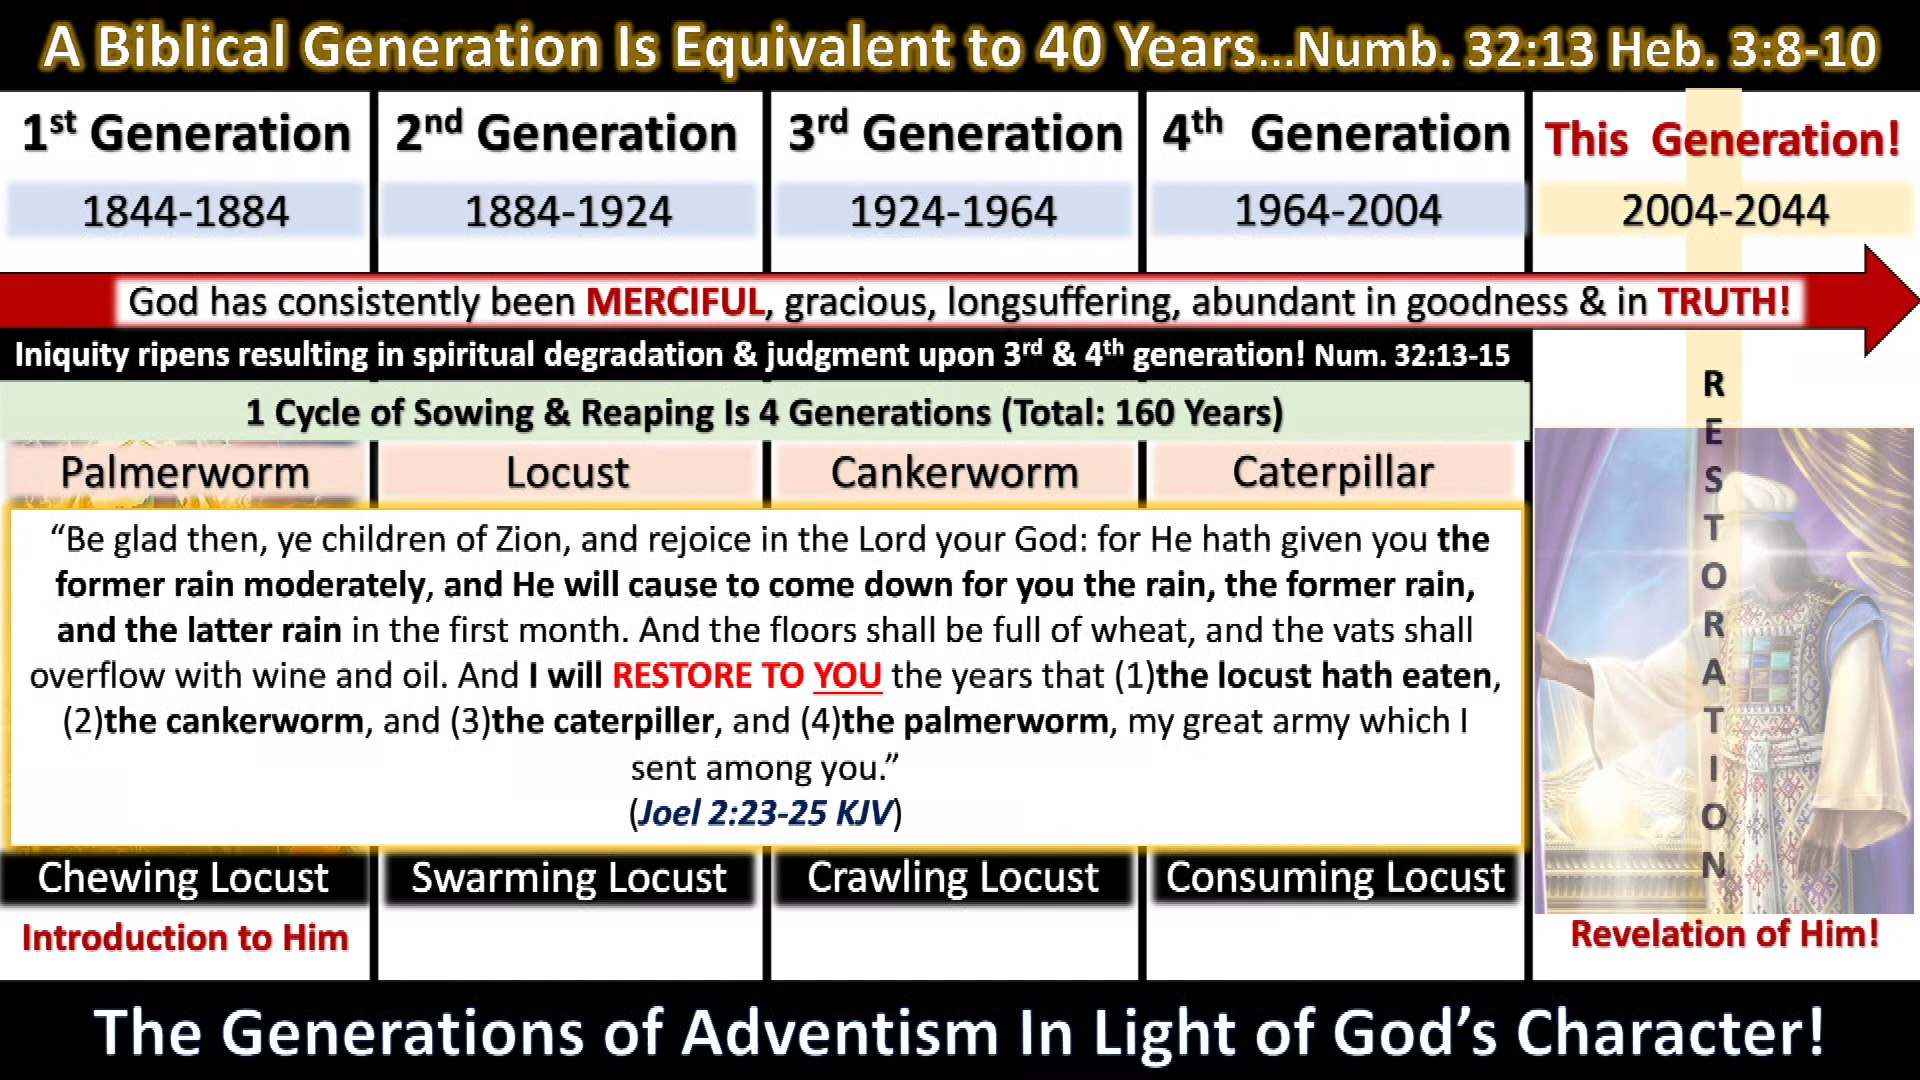 A Biblical Generation Is Equivalent to 40 Years...Numb. 32:13 Heb. 3:8-10
1st Generation
2nd Generation
3rd Generation
4th Generation
This Generation!
1844-1884
1884-1924
1924-1964
1964-2004
2004-2044
God has consistently been MERCIFUL, gracious, longsuffering, abundant in goodness & in TRUTH!
Iniquity ripens resulting in spiritual degradation & judgment upon 3rd & 4th generation! Num. 32:13-15
1 Cycle of Sowing & Reaping Is 4 Generations (Total: 160 Years)
Palmerworm
Locust
Cankerworm
Caterpillar
“Be glad then, ye children of Zion, and rejoice in the Lord your God: for He hath given you the
former rain moderately, and He will cause to come down for you the rain, the former rain,
and the latter rain in the first month. And the floors shall be full of wheat, and the vats shall
overflow with wine and oil. And I will RESTORE TO YOU the years that (1)the locust hath eaten,
(2)the cankerworm, and (3)the caterpiller, and (4)the palmerworm, my great army which I
sent among you.”
(Joel 2:23-25 KJV)
RESTORATION
Chewing Locust
Swarming Locust
Crawling Locust
Consuming Locust
Introduction to Him
Revelation of Him!
The Generations of Adventism In Light of God’s Character!